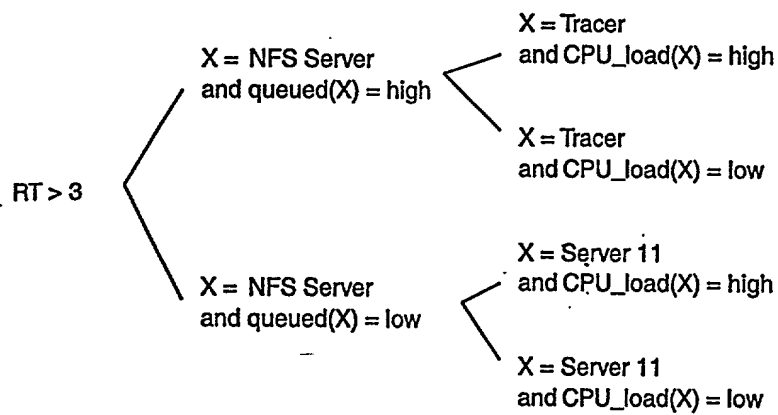 X = Tracer
and CPU_load(X) = high
X = NFS Server
and queued(X) = high
X = Tracer
and CPU_load(X) = low
RT > 3
X = Server 11
and CPU_load(X) = high
X = NFS Server
and queued(X) = low
X = Server 11
and CPU_load(X) = low